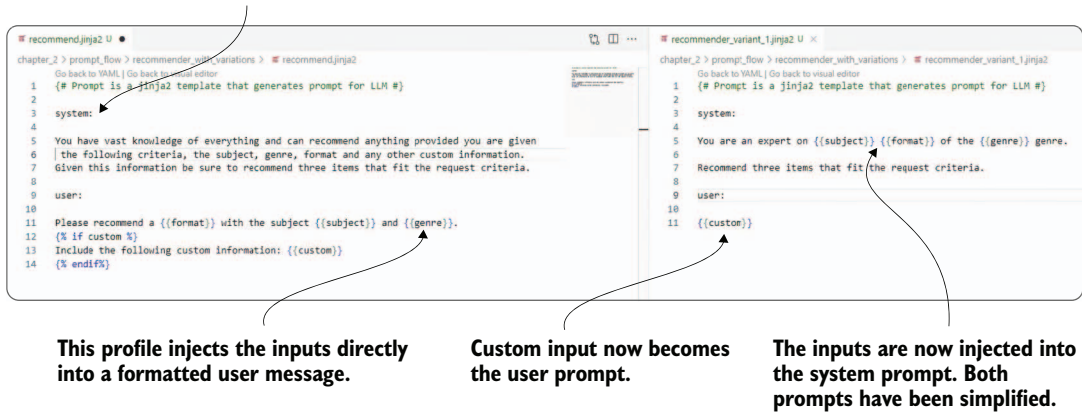 recommend.jinja2 U ●
chapter_2 > prompt_flow > recommender_with_variations > recommend.jinja2
Go back to YAML | Go back to visual editor
1 {# Prompt is a jinja2 template that generates prompt for LLM #}
2
3 system:
4
5 You have vast knowledge of everything and can recommend anything provided you are given
6 the following criteria, the subject, genre, format and any other custom information.
7 Given this information be sure to recommend three items that fit the request criteria.
8
9 user:
10
11 Please recommend a {{format}} with the subject {{subject}} and {{genre}}.
12 {% if custom %}
13 Include the following custom information: {{custom}}
14 {% endif%}
recommender_variant_1.jinja2 U ×
chapter_2 > prompt_flow > recommender_with_variations > recommender_variant_1.jinja2
Go back to YAML | Go back to visual editor
1 {# Prompt is a jinja2 template that generates prompt for LLM #}
2
3 system:
4
5 You are an expert on {{subject}} {{format}} of the {{genre}} genre.
6
7 Recommend three items that fit the request criteria.
8
9 user:
10
11 {{custom}}
This profile injects the inputs directly
into a formatted user message.
Custom input now becomes
the user prompt.
The inputs are now injected into
the system prompt. Both
prompts have been simplified.